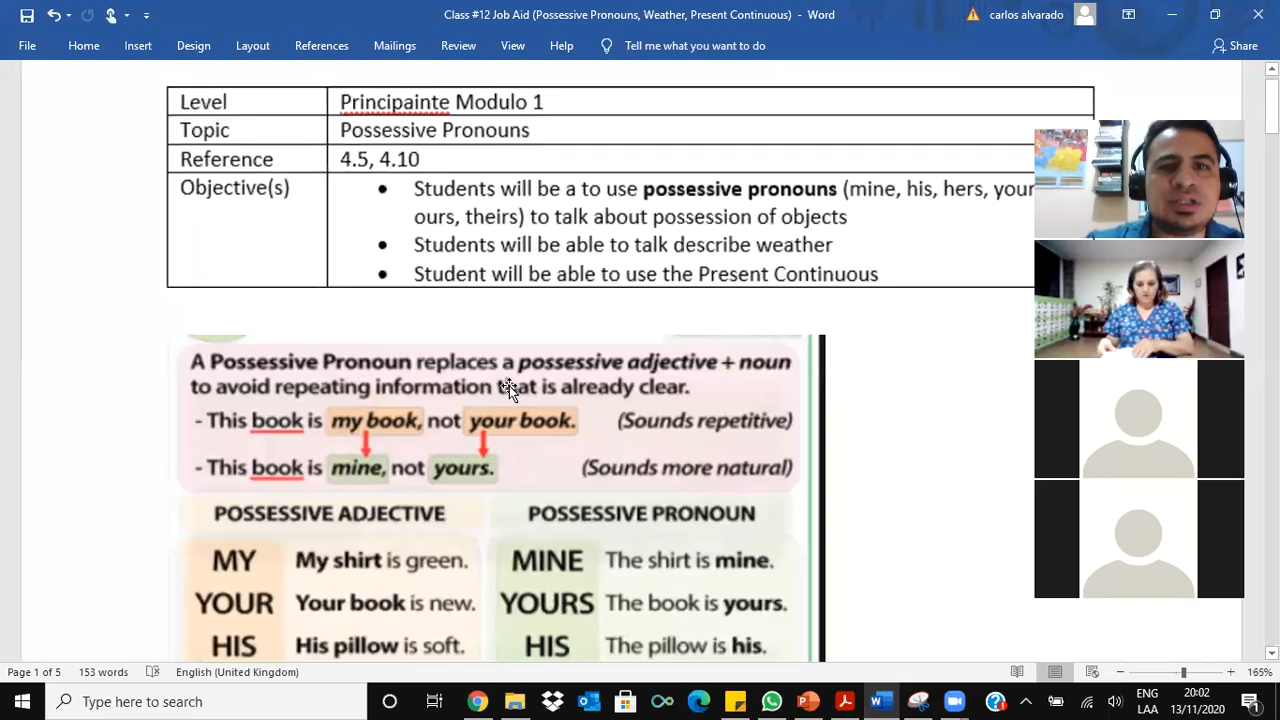 Class #12 Job Aid (Possessive Pronouns, Weather, Present Continuous) - Word
carlos alvarado
File Home Insert Design Layout References Mailings Review View Help Tell me what you want to do Share
Level Principainte Modulo 1
Topic Possessive Pronouns
Reference 4.5, 4.10
Objective(s) • Students will be a to use possessive pronouns (mine, his, hers, your
ours, theirs) to talk about possession of objects
• Students will be able to talk describe weather
• Student will be able to use the Present Continuous
A Possessive Pronoun replaces a possessive adjective + noun
to avoid repeating information that is already clear.
- This book is my book, not your book. (Sounds repetitive)
- This book is mine, not yours. (Sounds more natural)
POSSESSIVE ADJECTIVE POSSESSIVE PRONOUN
MY My shirt is green. MINE The shirt is mine.
YOUR Your book is new. YOURS The book is yours.
HIS His pillow is soft. HIS The pillow is his.
Page 1 of 5 153 words English (United Kingdom) 165%
Type here to search
ENG 20:02
LAA 13/11/2020